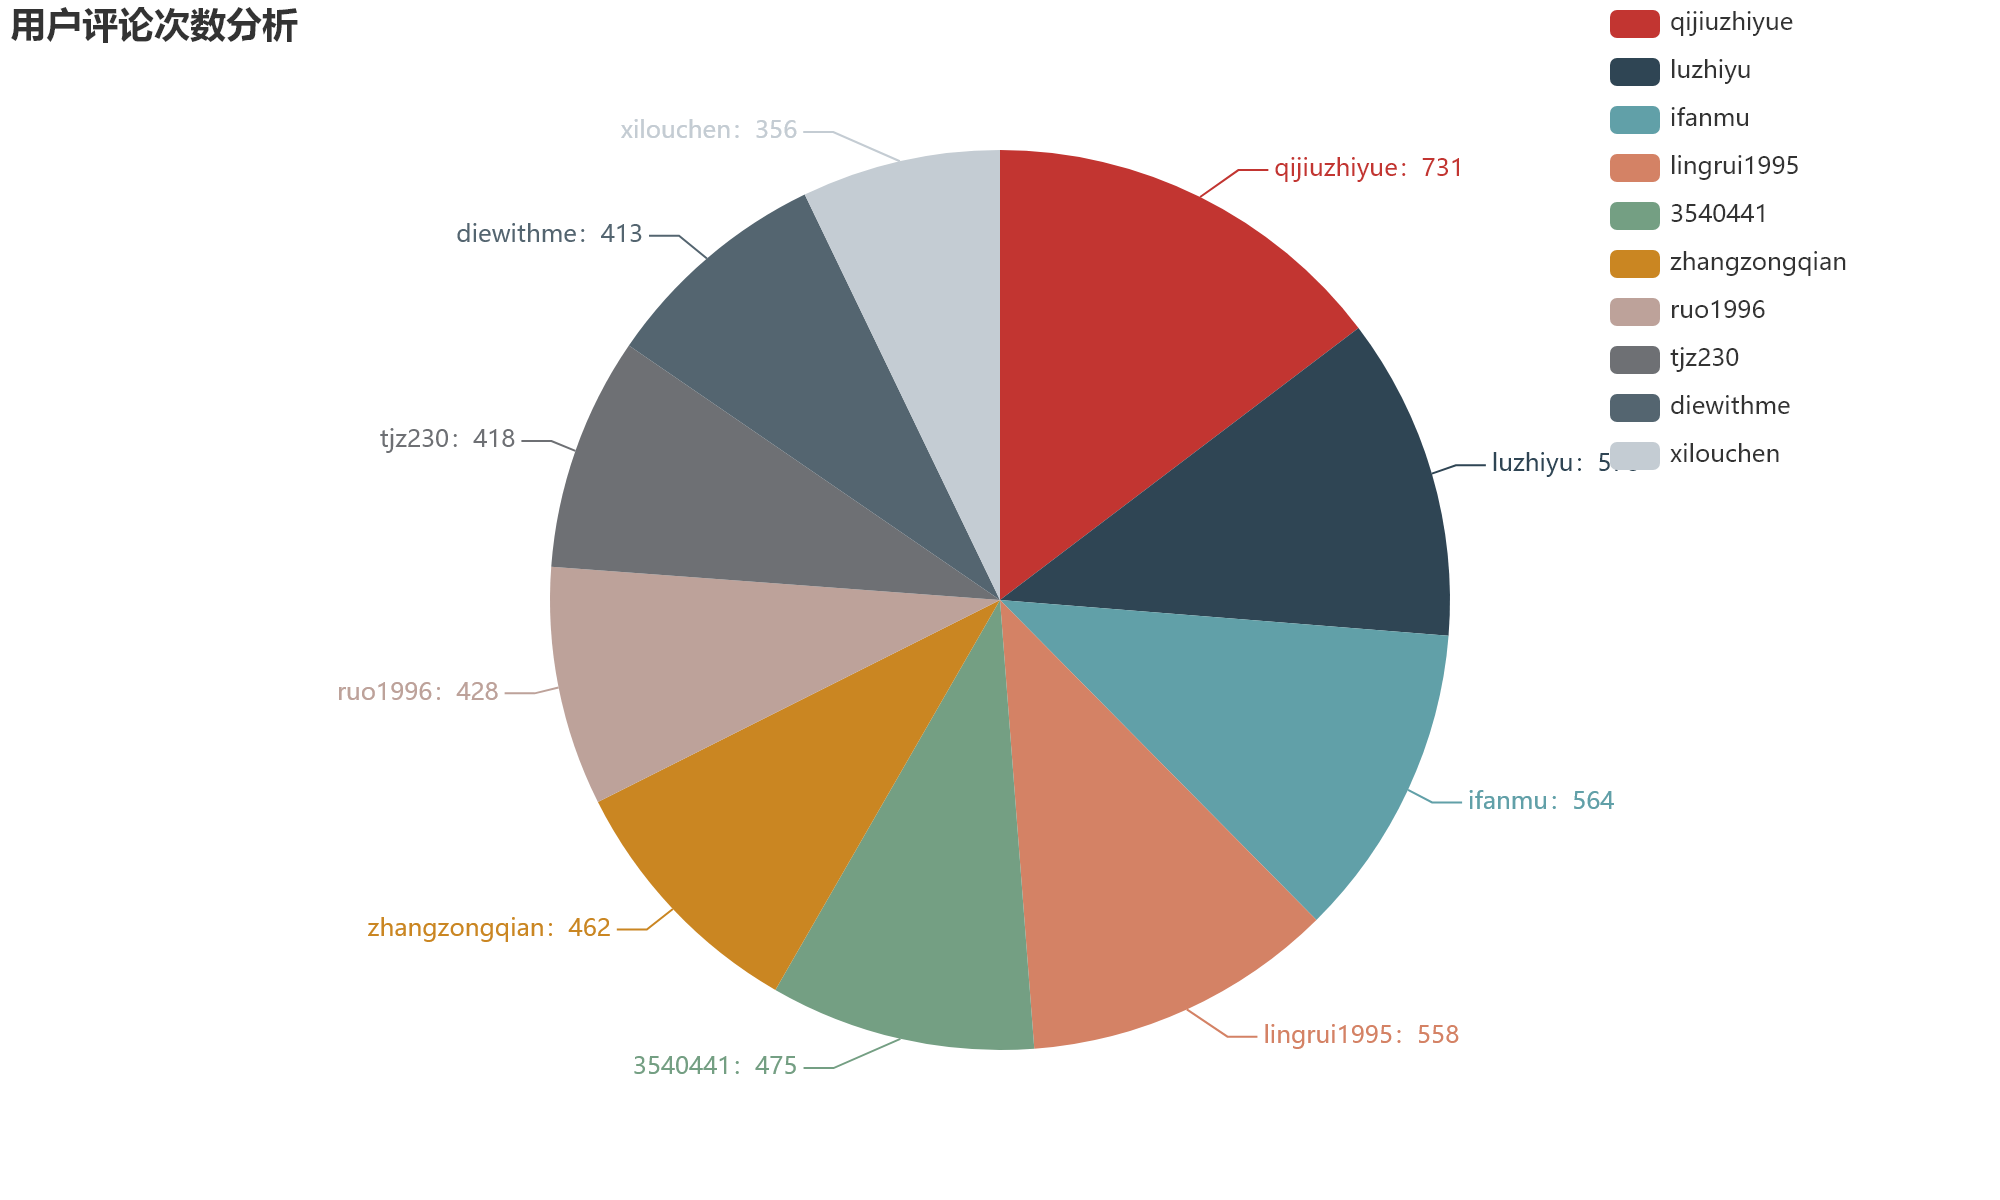 用户评论次数分析
qijiuzhiyue
luzhiyu
ifanmu
lingrui1995
3540441
zhangzongqian
ruo1996
tjz230
diewithme
xilouchen
xilouchen: 356
qijiuzhiyue: 731
diewithme: 413
tjz230: 418
luzhiyu:
ruo1996: 428
ifanmu: 564
zhangzongqian: 462
lingrui1995: 558
3540441: 475